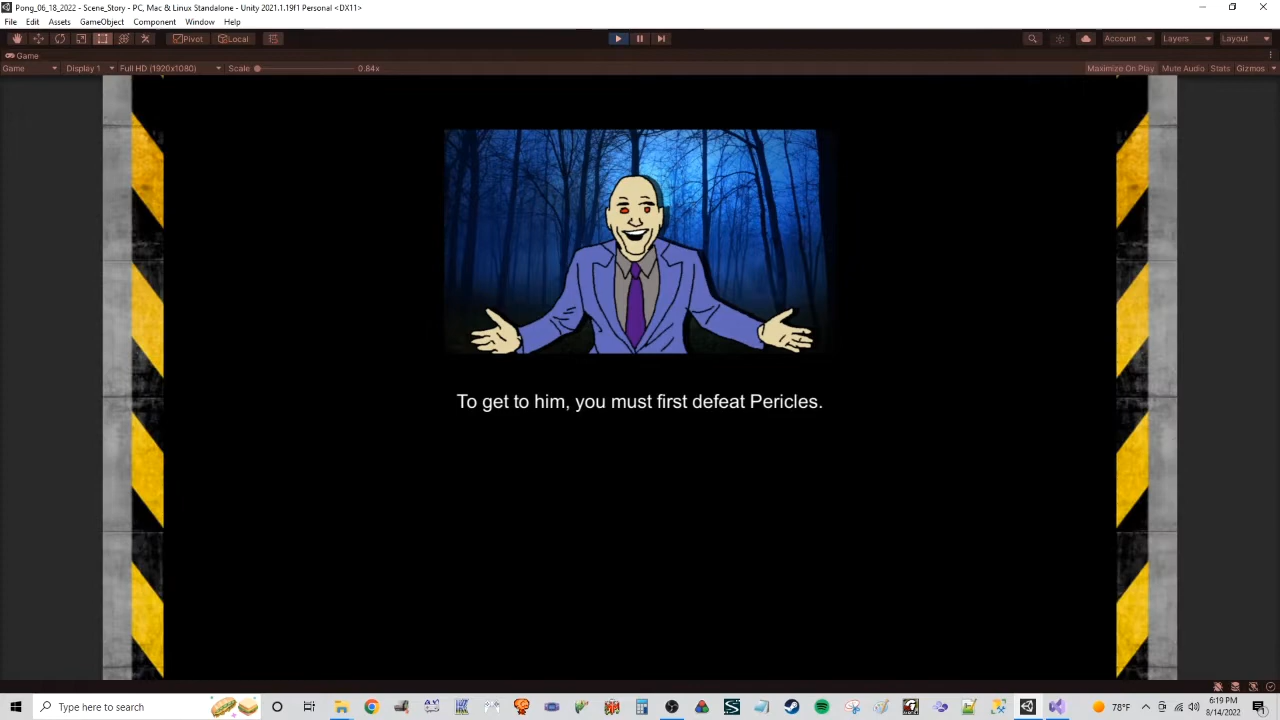 Pong_06_18_2022 - Scene_Story - PC, Mac & Linux Standalone - Unity 2021.1.19f1 Personal <DX11>
File Edit Assets GameObject Component Window Help
Pivot Local Account Layers Layout
Game
Game Display 1 Full HD (1920x1080) Scale 0.84x Maximize On Play Mute Audio Stats Gizmos
To get to him, you must first defeat Pericles.
Type here to search 78°F 6:19 PM
8/14/2022